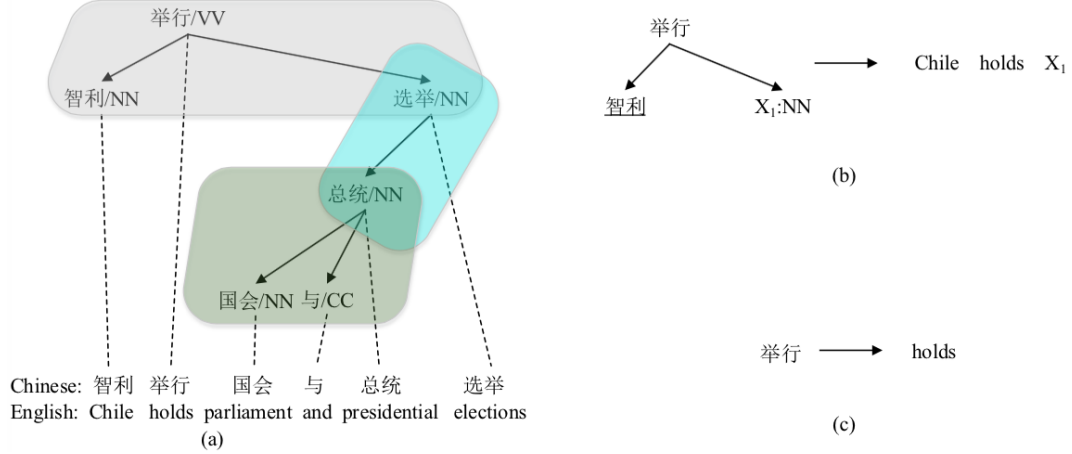 举行/VV
智利/NN 选举/NN
总统/NN
国会/NN 与/CC
Chinese: 智利 举行 国会 与 总统 选举
English: Chile holds parliament and presidential elections
(a)
举行
智利 X₁:NN
Chile holds X₁
(b)
举行 holds
(c)